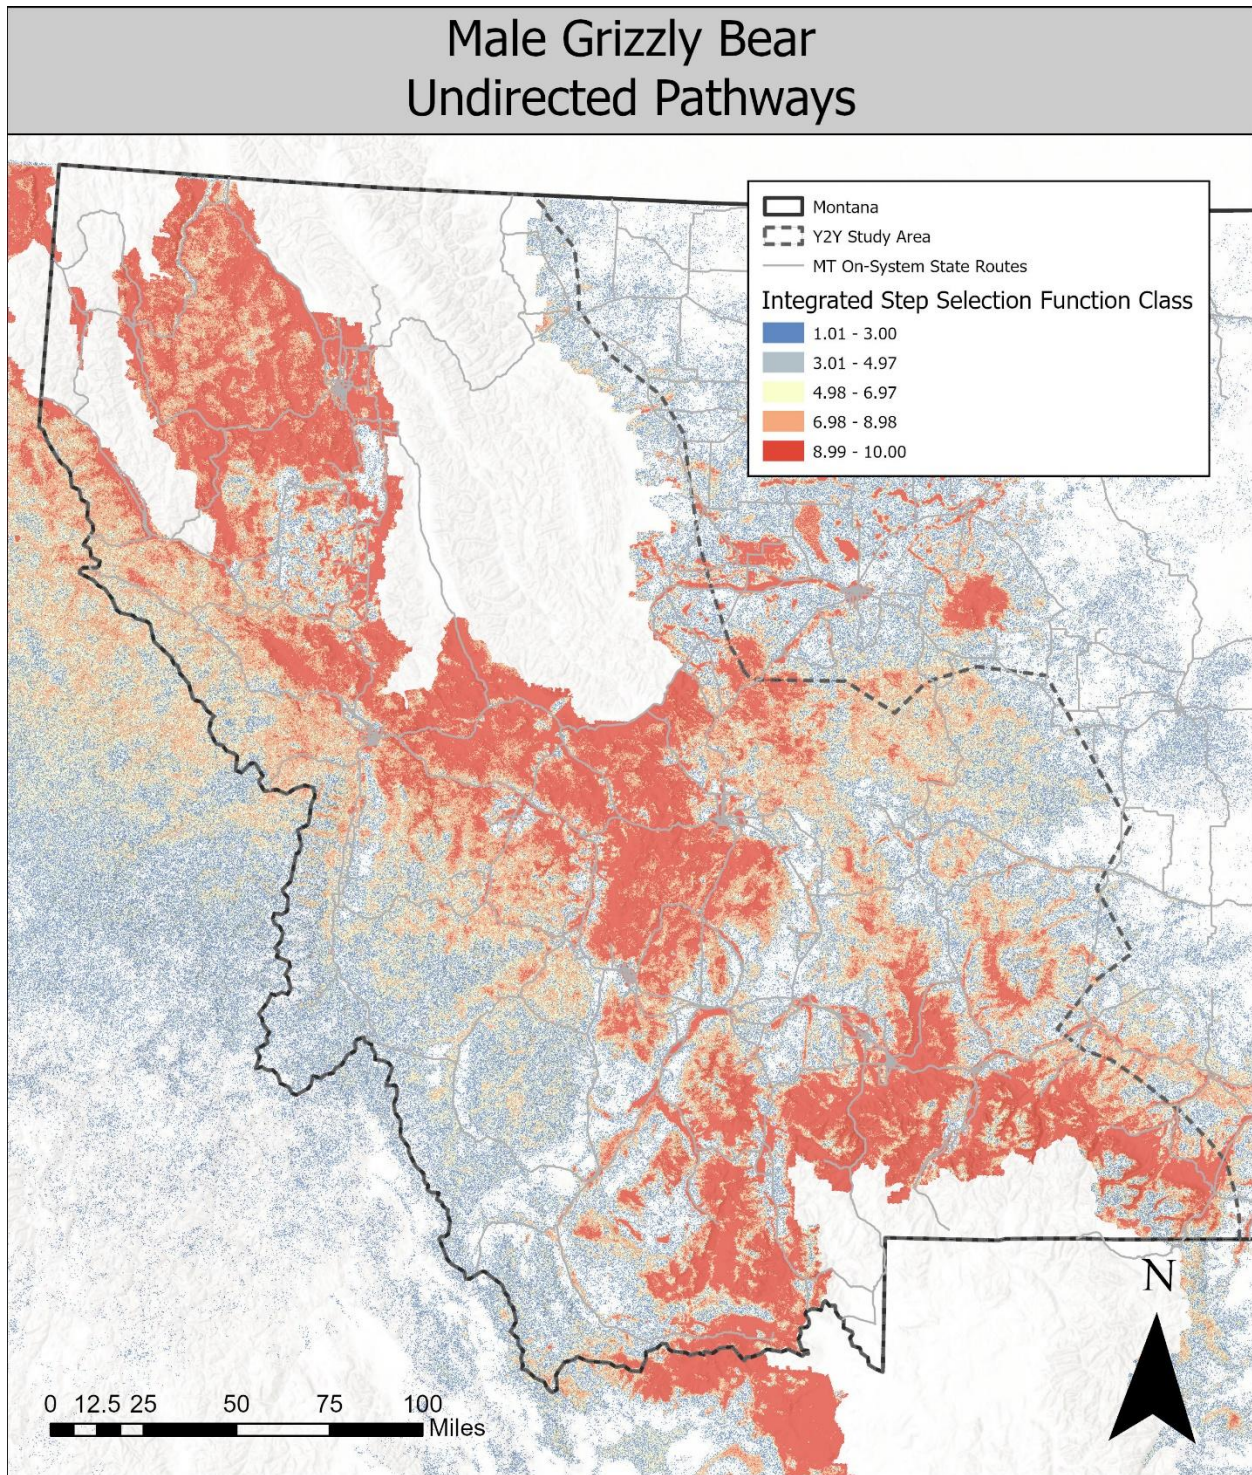 Male Grizzly Bear
Undirected Pathways
Montana
Y2Y Study Area
MT On-System State Routes
Integrated Step Selection Function Class
1.01 - 3.00
3.01 - 4.97
4.98 - 6.97
6.98 - 8.98
8.99 - 10.00
N
0 12.5 25 50 75 100
Miles